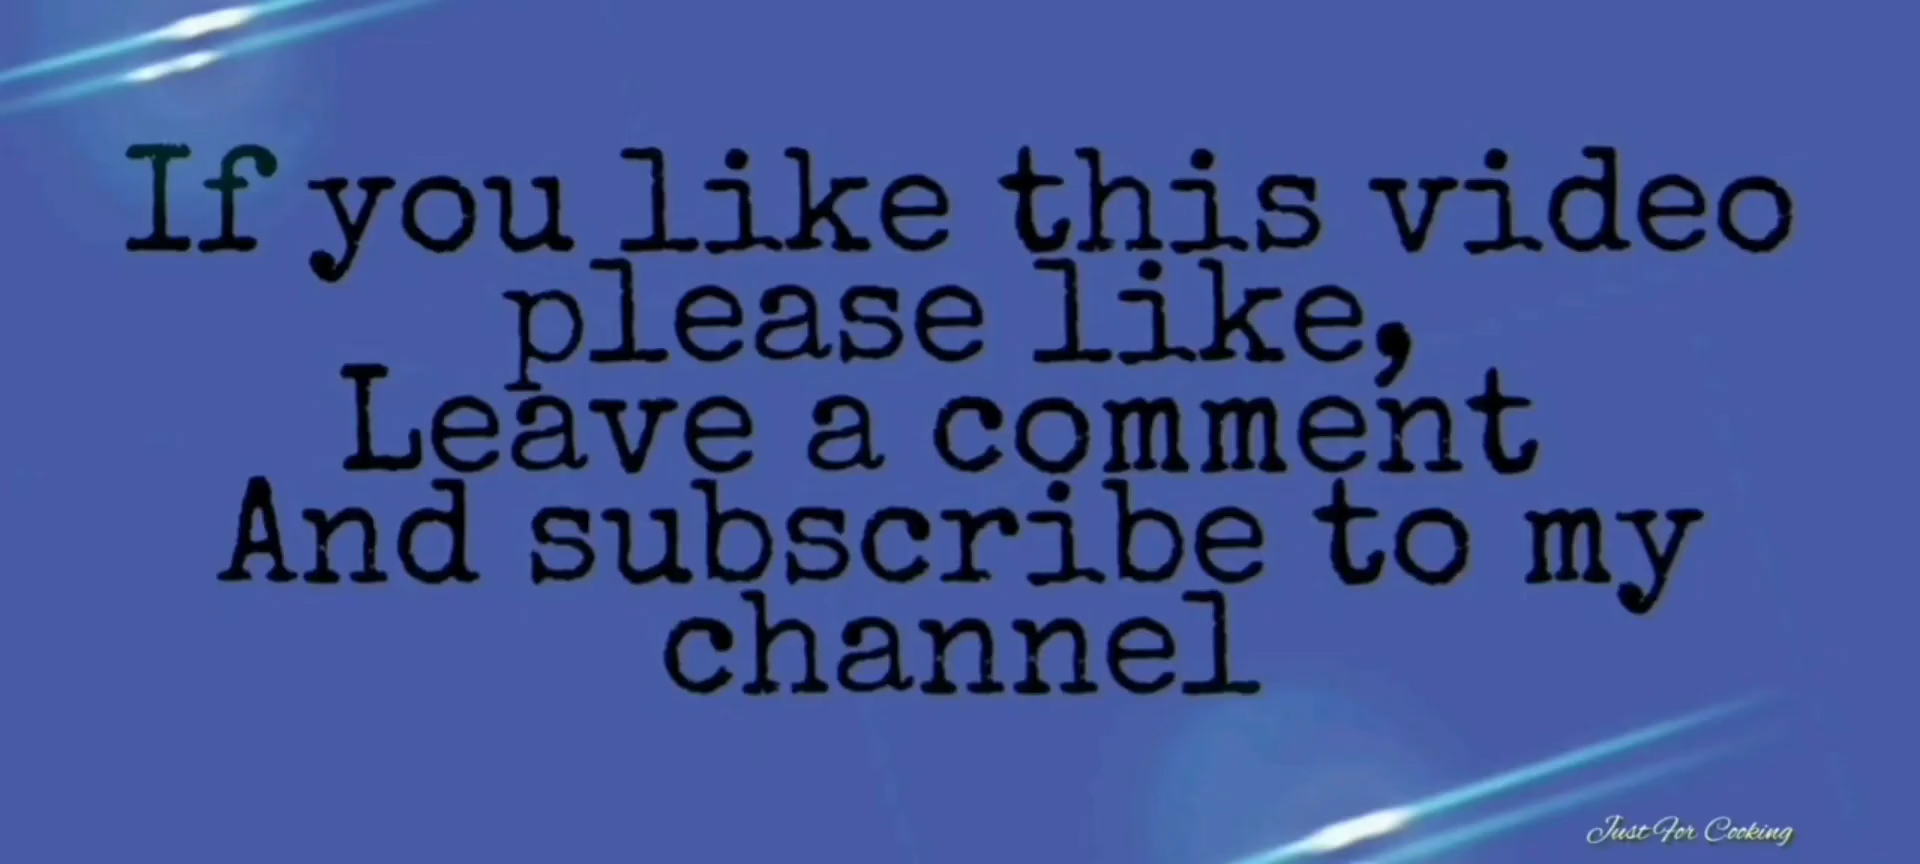 If you like this video
please like,
Leave a comment
And subscribe to my
channel
Just For Cooking